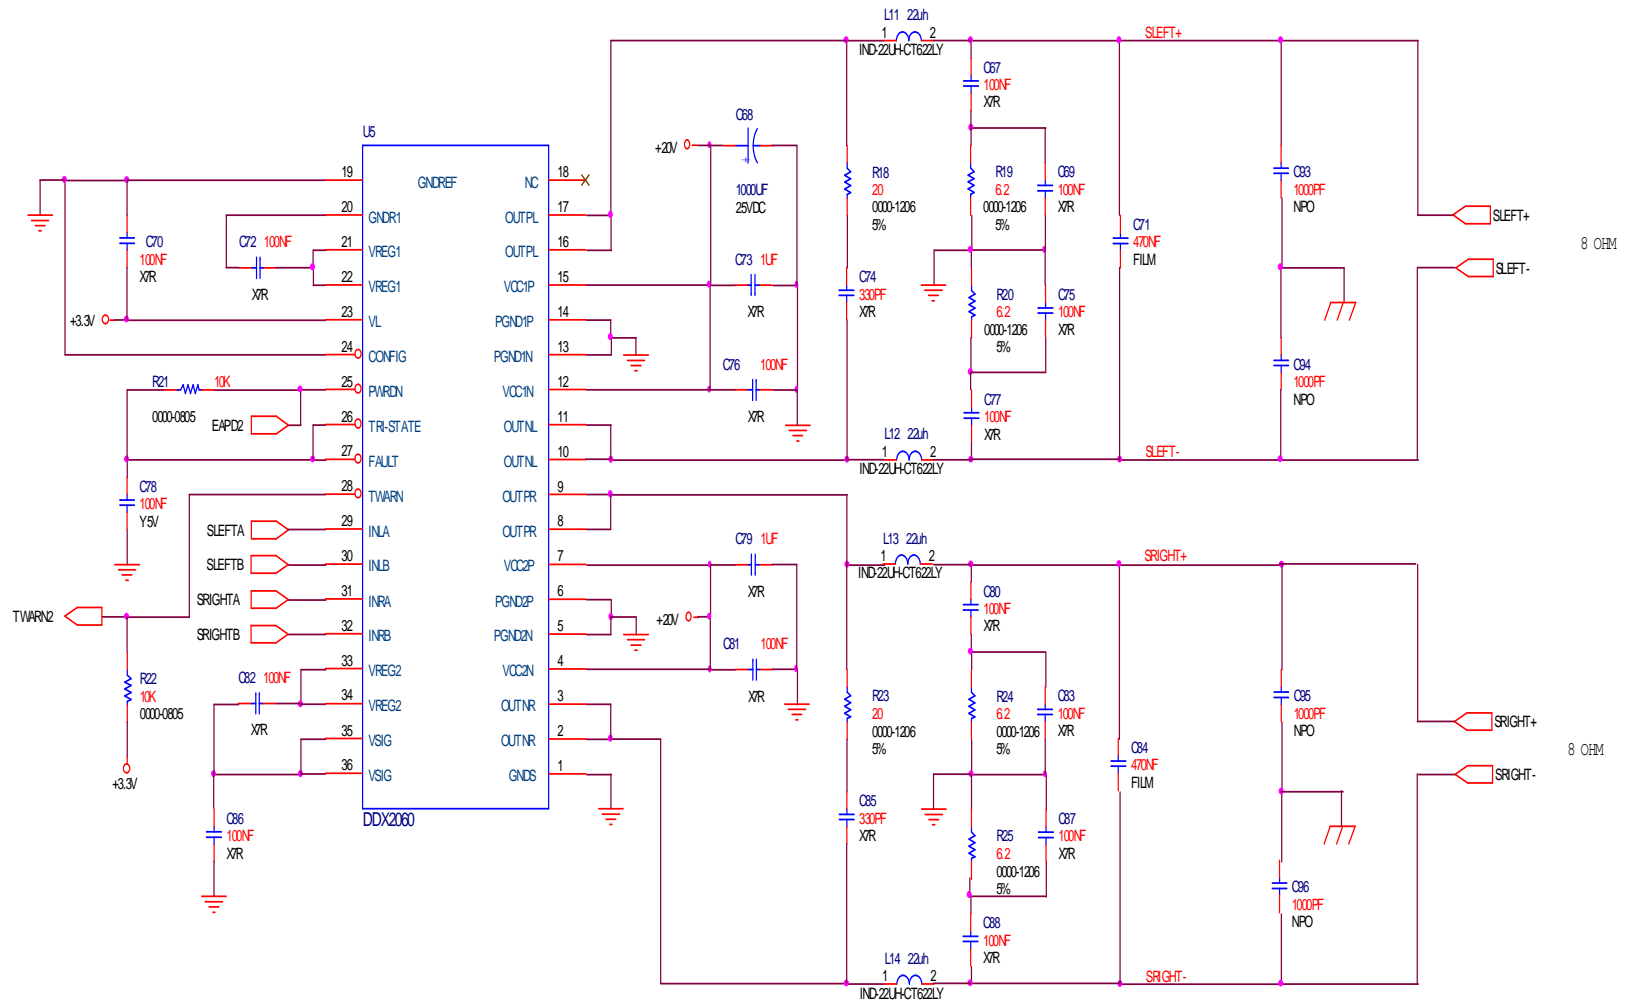 L11 22uh
1 2
IND-22UH-CT622LY
SLEFT+
C67
100NF
X7R
C68
+20V
1000UF
25VDC
R18
20
0000-1206
5%
R19
6.2
0000-1206
5%
C69
100NF
X7R
C93
1000PF
NPO
C71
470NF
FILM
SLEFT+
8 OHM
SLEFT-
U5
19 GNDREF
20 GNDR1
21 VREG1
22 VREG1
23 VL
24 CONFIG
25 PWRDN
26 TRI-STATE
27 FAULT
28 TWARN
29 INLA
30 INLB
31 INRA
32 INRB
33 VREG2
34 VREG2
35 VSIG
36 VSIG
NC 18
OUTPL 17
OUTPL 16
VCC1P 15
PGND1P 14
PGND1N 13
VCC1N 12
OUTNL 11
OUTNL 10
OUTPR 9
OUTPR 8
VCC2P 7
PGND2P 6
PGND2N 5
VCC2N 4
OUTNR 3
OUTNR 2
GNDS 1
DDX2060
C70
100NF
X7R
C72 100NF
X7R
+3.3V
R21 10K
0000-0805
EAPD2
C78
100NF
Y5V
SLEFTA
SLEFTB
SRIGHTA
SRIGHTB
TWARN2
R22
10K
0000-0805
+3.3V
C82 100NF
X7R
C86
100NF
X7R
C73 1UF
X7R
C76 100NF
X7R
C74
330PF
X7R
R20
6.2
0000-1206
5%
C75
100NF
X7R
C94
1000PF
NPO
C77
100NF
X7R
L12 22uh
1 2
IND-22UH-CT622LY
SLEFT-
C79 1UF
X7R
+20V
C81 100NF
X7R
L13 22uh
1 2
IND-22UH-CT622LY
SRIGHT+
C80
100NF
X7R
R23
20
0000-1206
5%
R24
6.2
0000-1206
5%
C83
100NF
X7R
C84
470NF
FILM
C95
1000PF
NPO
SRIGHT+
8 OHM
SRIGHT-
C85
330PF
X7R
R25
6.2
0000-1206
5%
C87
100NF
X7R
C96
1000PF
NPO
C88
100NF
X7R
L14 22uh
1 2
IND-22UH-CT622LY
SRIGHT-